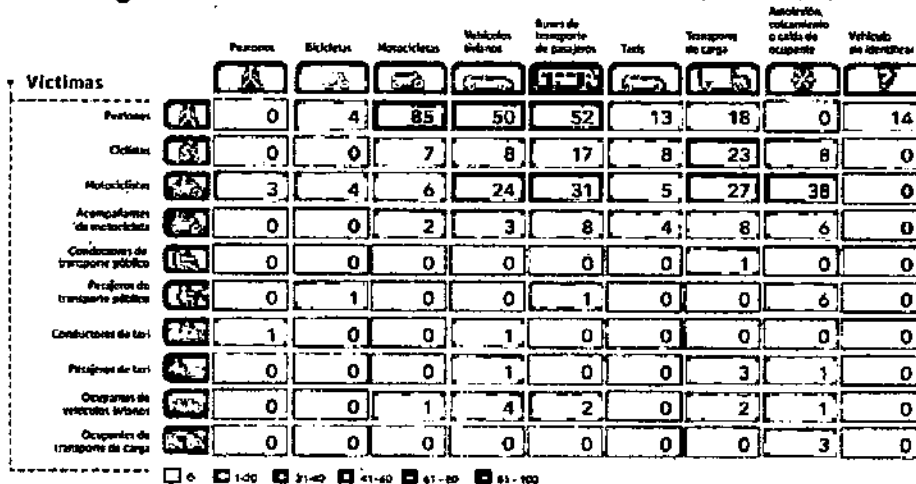 Autolesión,
Buses de volcamiento
Vehículos transporte Transporte o caída de Vehículo
Peatones Bicicletas Motocicletas livianos de pasajeros Taxis de carga ocupante sin identificar
Víctimas
Peatones 0 4 85 50 52 13 18 0 14
Ciclistas 0 0 7 8 17 8 23 8 0
Motociclistas 3 4 6 24 31 5 27 38 0
Acompañantes
de motocicleta 0 0 2 3 8 4 8 6 0
Conductores de
transporte público 0 0 0 0 0 0 1 0 0
Pasajeros de
transporte público 0 1 0 0 1 0 0 6 0
Conductores de taxi 1 0 0 1 0 0 0 0 0
Pasajeros de taxi 0 0 0 1 0 0 3 1 0
Ocupantes de
vehículos livianos 0 0 1 4 2 0 2 1 0
Ocupantes de
transporte de carga 0 0 0 0 0 0 0 3 0
0 1-20 21-40 41-60 61-80 81-100